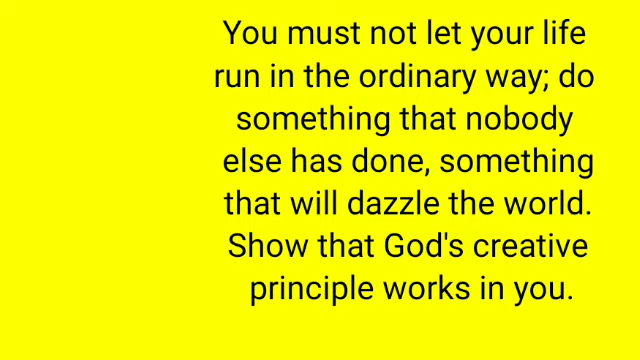 You must not let your life
run in the ordinary way; do
something that nobody
else has done, something
that will dazzle the world.
Show that God's creative
principle works in you.